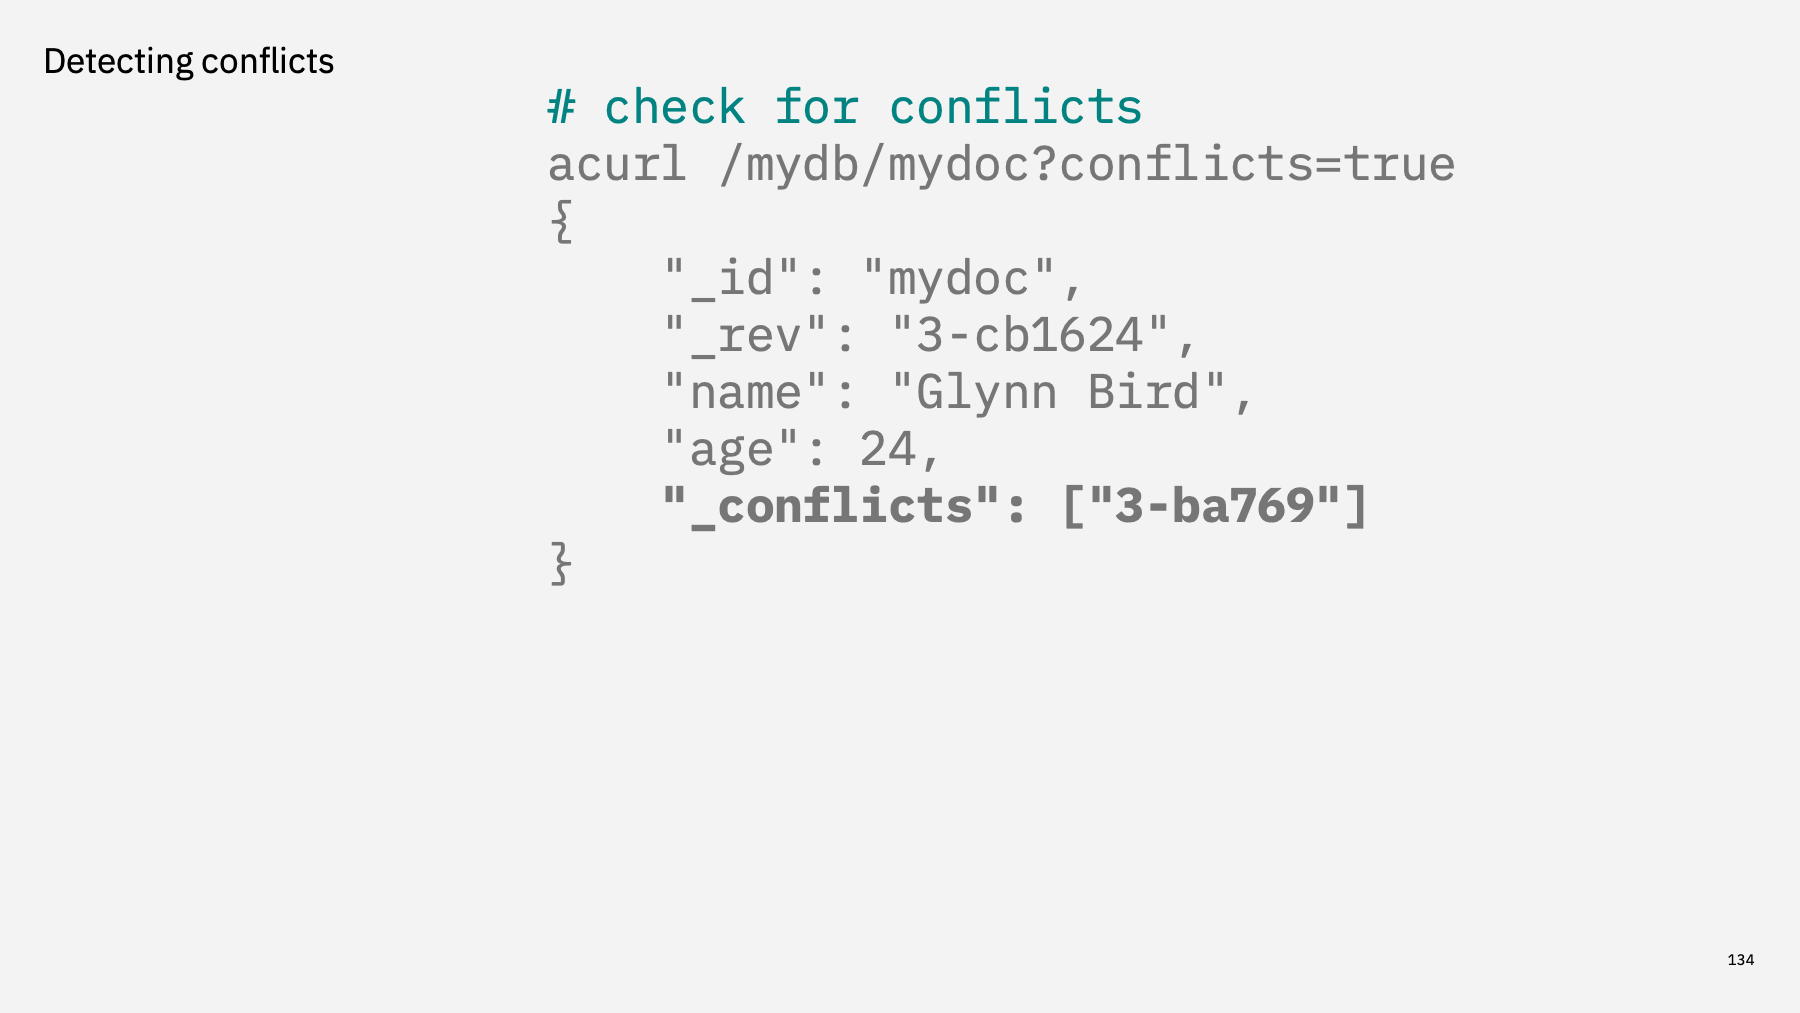 Detecting conflicts
# check for conflicts
acurl /mydb/mydoc?conflicts=true
{
    "_id": "mydoc",
    "_rev": "3-cb1624",
    "name": "Glynn Bird",
    "age": 24,
    "_conflicts": ["3-ba769"]
}
134